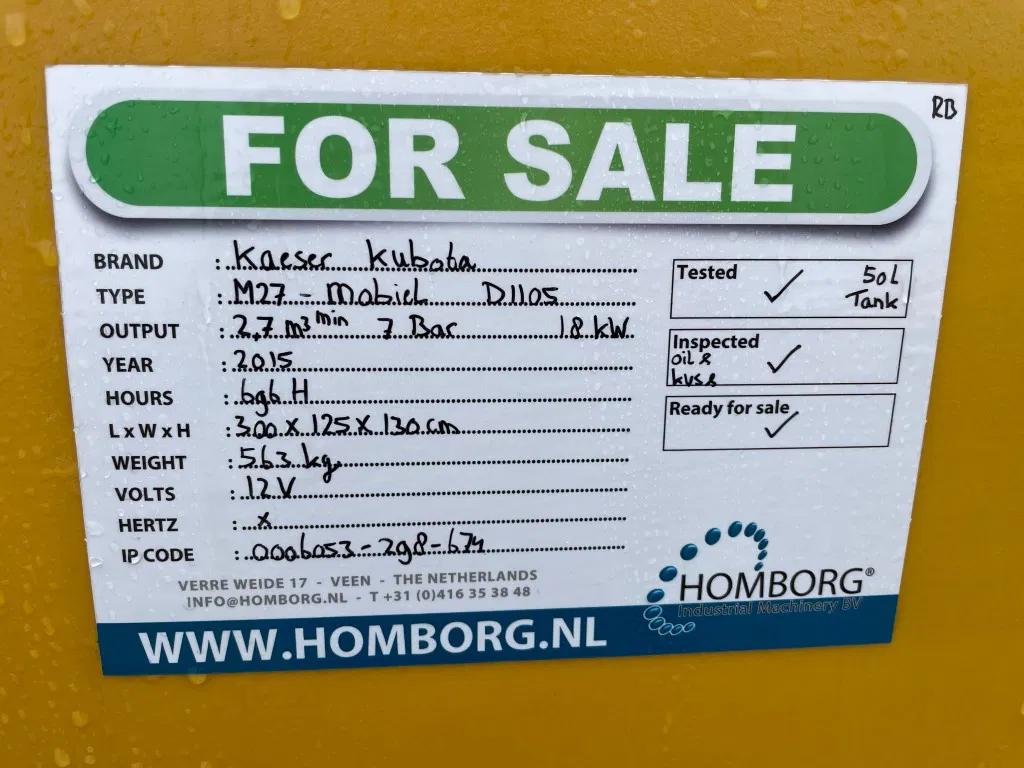 RB
FOR SALE
BRAND : Kaeser Kubota
TYPE : M27 - Mobiel D1105
OUTPUT : 2,7 m³ min 7 Bar 18 kW
YEAR : 2015
HOURS : 696 H
L x W x H : 300 x 125 x 130 cm
WEIGHT : 563 kg
VOLTS : 12 V
HERTZ : x
IP CODE : 0006053-298-674
Tested ✓ 50L
Tank
Inspected ✓
oil &
Ready for sale ✓
VERRE WEIDE 17 - VEEN - THE NETHERLANDS
INFO@HOMBORG.NL - T +31 (0)416 35 38 48
WWW.HOMBORG.NL
HOMBORG®
Industrial Machinery BV